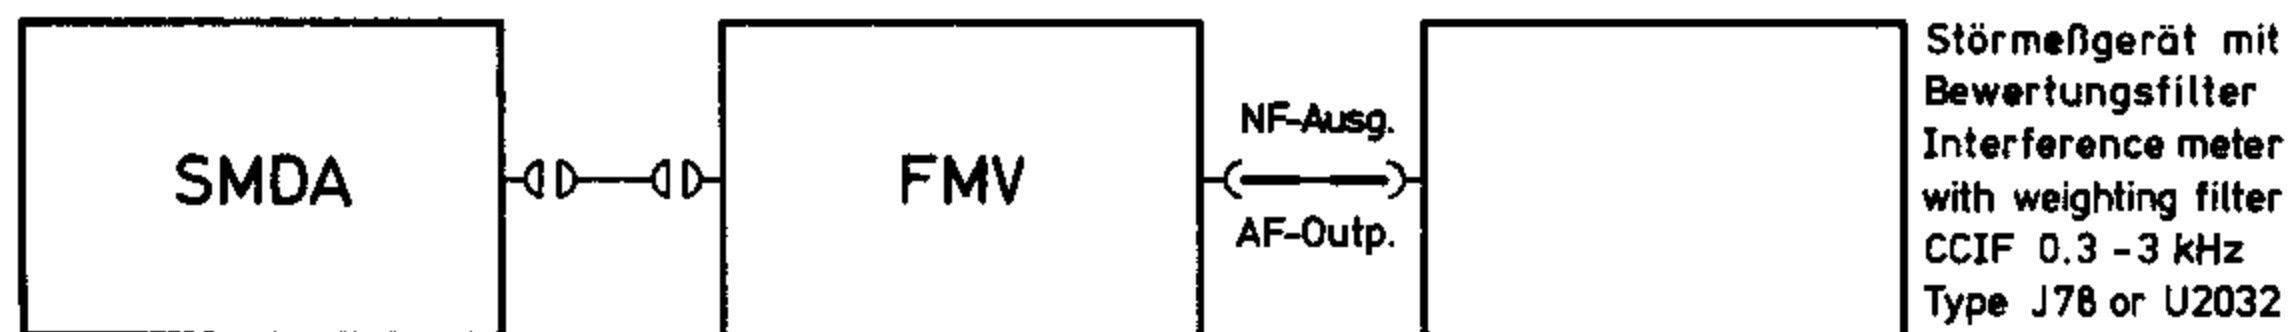 SMDA
FMV
NF-Ausg.
AF-Outp.
Störmeßgerät mit
Bewertungsfilter
Interference meter
with weighting filter
CCIF 0.3 - 3 kHz
Type J78 or U2032